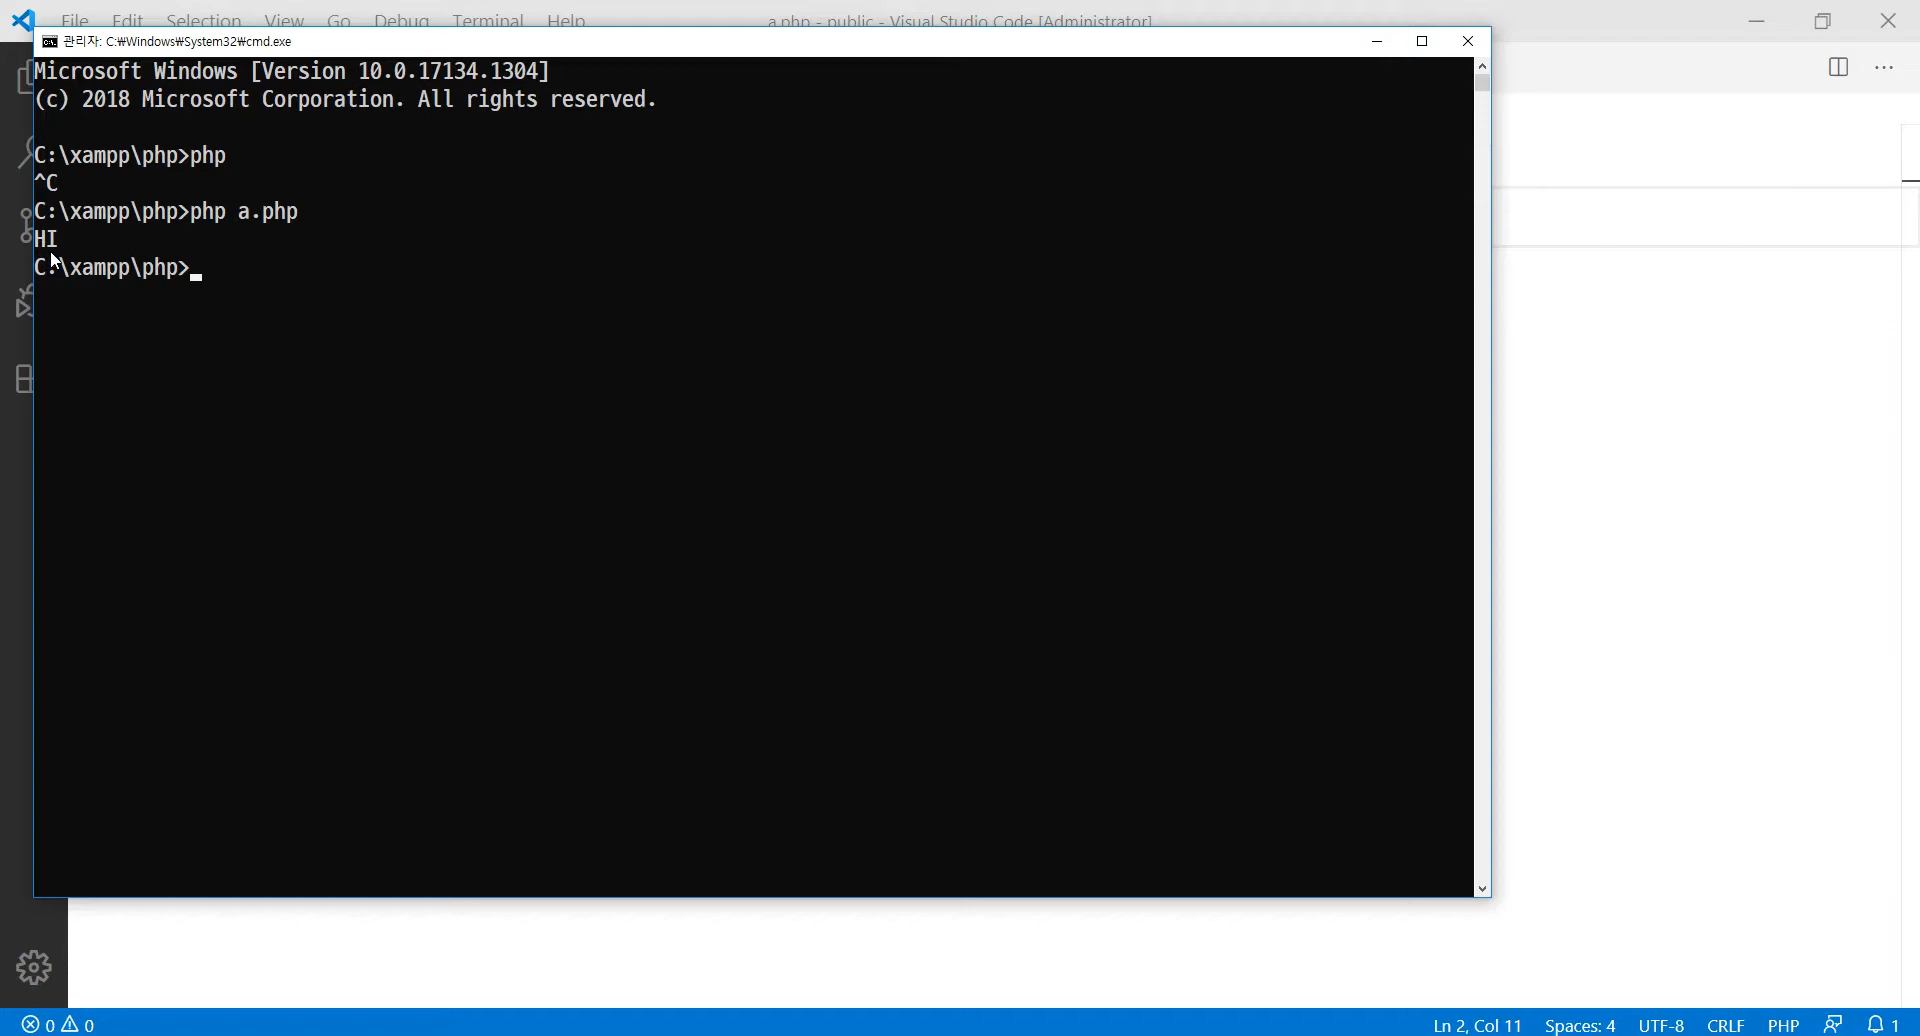 File Edit Selection View Go Debug Terminal Help a.php - public - Visual Studio Code [Administrator]
관리자: C:₩Windows₩System32₩cmd.exe
Microsoft Windows [Version 10.0.17134.1304]
(c) 2018 Microsoft Corporation. All rights reserved.
C:\xampp\php>php
^C
C:\xampp\php>php a.php
HI
C:\xampp\php>
0 0 Ln 2, Col 11 Spaces: 4 UTF-8 CRLF PHP 1